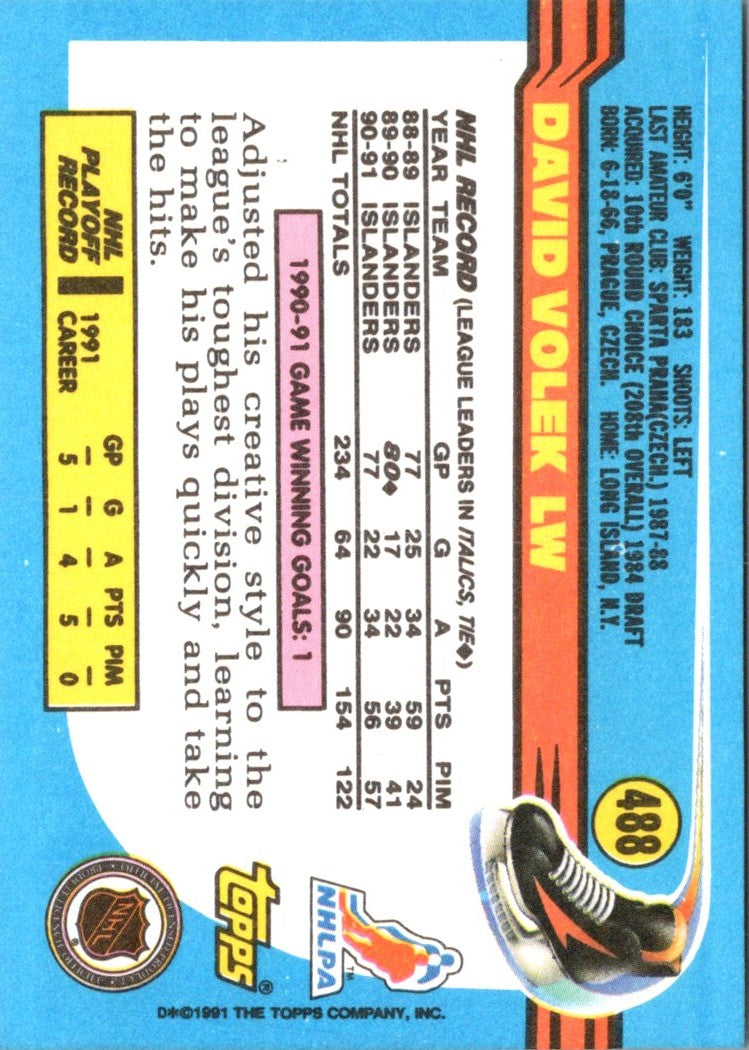 488
HEIGHT: 6'0" WEIGHT: 183 SHOOTS: LEFT
LAST AMATEUR CLUB: SPARTA PRAHA(CZECH.) 1987-88
ACQUIRED: 10th ROUND CHOICE (208th OVERALL) 1984 DRAFT
BORN: 6-18-66, PRAGUE, CZECH. HOME: LONG ISLAND, N.Y.
DAVID VOLEK LW
NHL RECORD (LEAGUE LEADERS IN ITALICS, TIE♦)
YEAR TEAM GP G A PTS PIM
88-89 ISLANDERS 77 25 34 59 24
89-90 ISLANDERS 80♦ 17 22 39 41
90-91 ISLANDERS 77 22 34 56 57
NHL TOTALS 234 64 90 154 122
1990-91 GAME WINNING GOALS: 1
Adjusted his creative style to the
league's toughest division, learning
to make his plays quickly and take
the hits.
NHL PLAYOFF RECORD
GP G A PTS PIM
1991 — — — — —
CAREER 5 1 4 5 0
NHLPA™
TOPPS®
NHL
®
D*©1991 THE TOPPS COMPANY, INC.